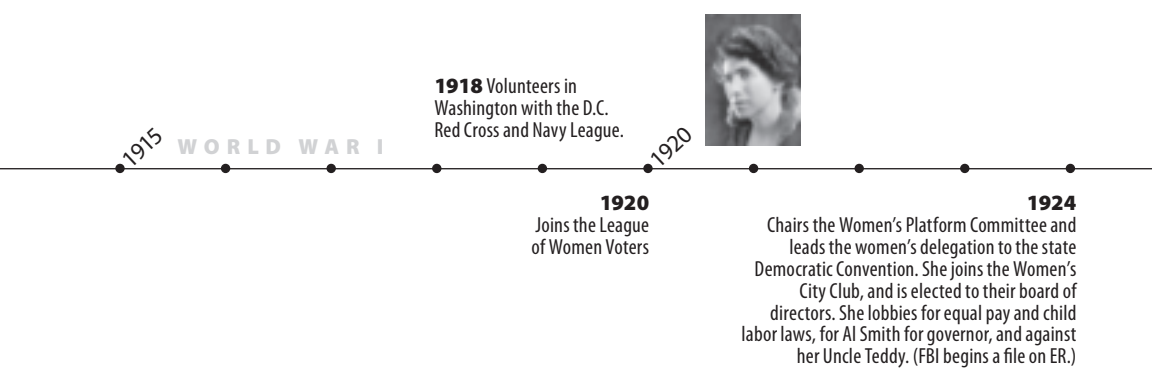 1918 Volunteers in
Washington with the D.C.
Red Cross and Navy League.
1915
WORLD WAR I
1920
1920
Joins the League
of Women Voters
1924
Chairs the Women's Platform Committee and
leads the women's delegation to the state
Democratic Convention. She joins the Women's
City Club, and is elected to their board of
directors. She lobbies for equal pay and child
labor laws, for Al Smith for governor, and against
her Uncle Teddy. (FBI begins a file on ER.)